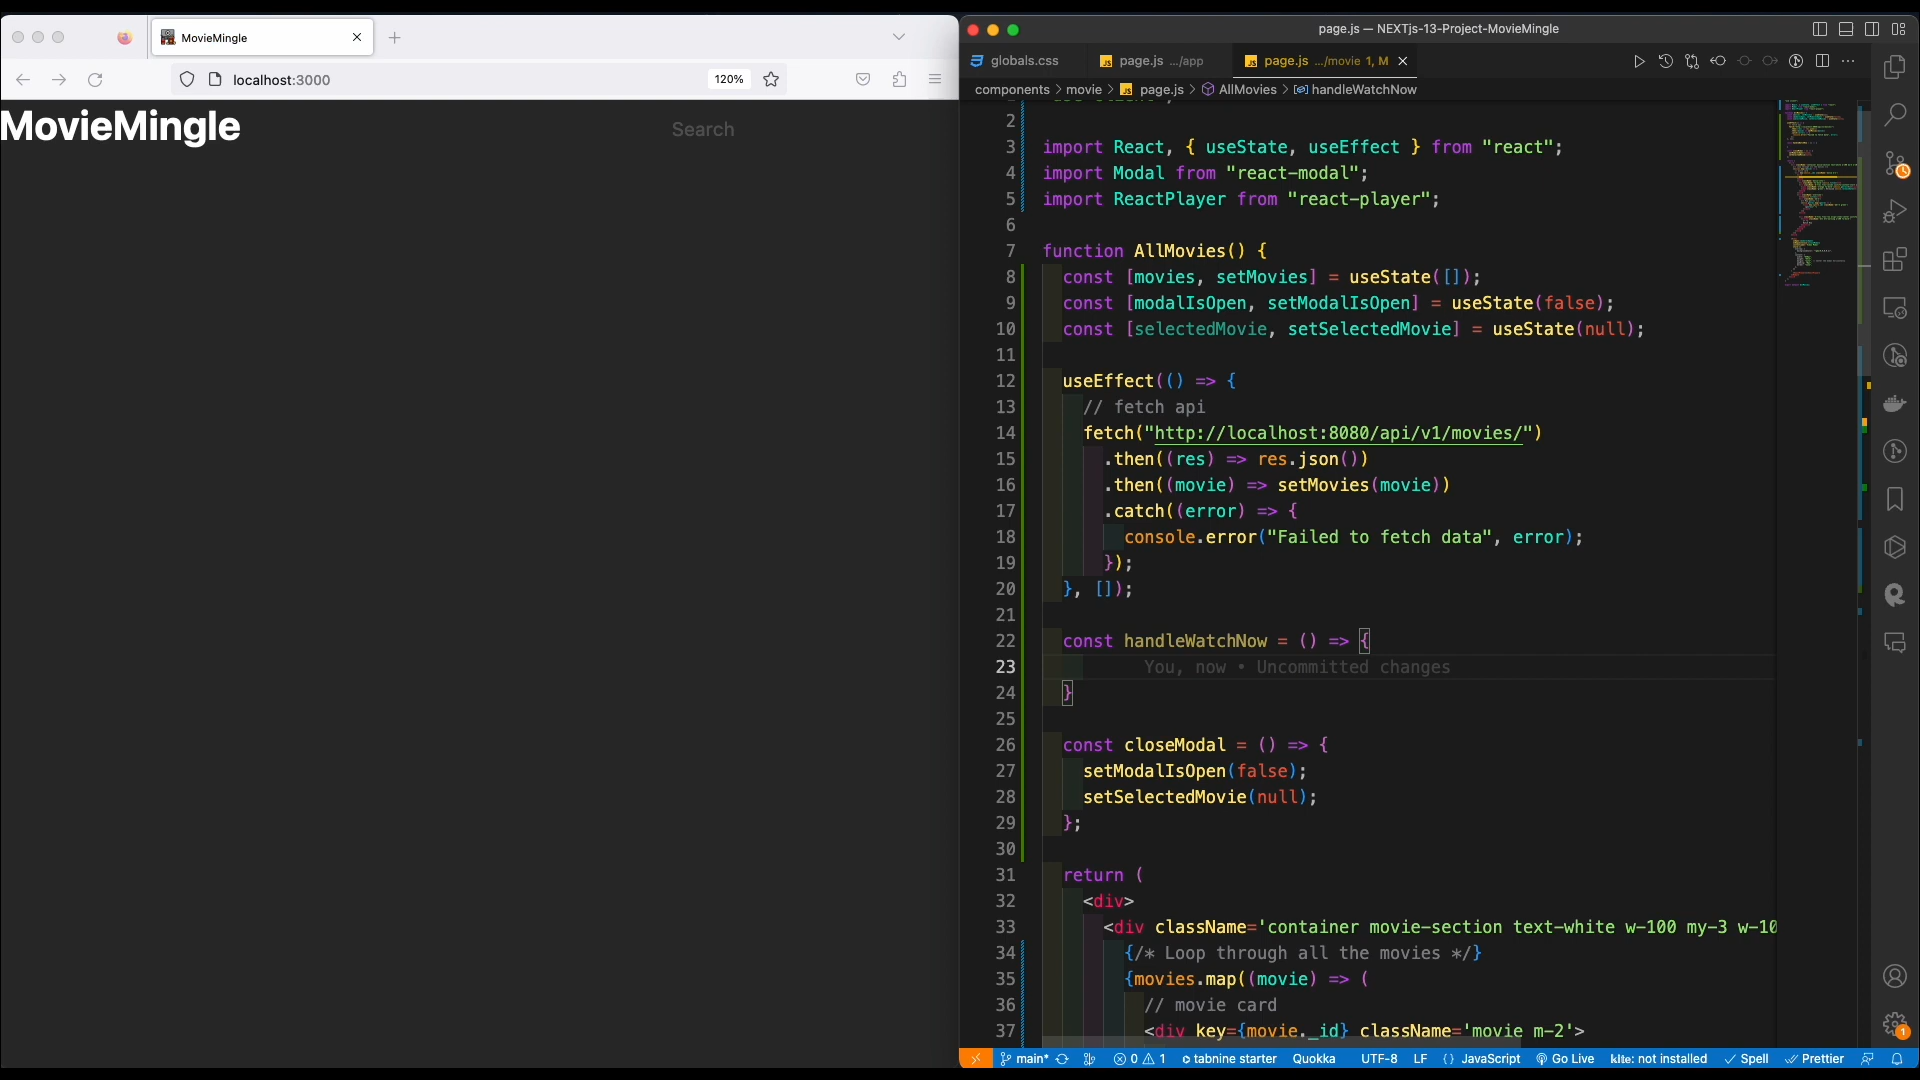 MovieMingle
localhost:3000
120%
MovieMingle
Search
page.js — NEXTjs-13-Project-MovieMingle
globals.css
page.js .../app
page.js .../movie 1, M
components > movie > page.js > AllMovies > handleWatchNow
2
3 import React, { useState, useEffect } from "react";
4 import Modal from "react-modal";
5 import ReactPlayer from "react-player";
6
7 function AllMovies() {
8 const [movies, setMovies] = useState([]);
9 const [modalIsOpen, setModalIsOpen] = useState(false);
10 const [selectedMovie, setSelectedMovie] = useState(null);
11
12 useEffect(() => {
13 // fetch api
14 fetch("http://localhost:8080/api/v1/movies/")
15 .then((res) => res.json())
16 .then((movie) => setMovies(movie))
17 .catch((error) => {
18 console.error("Failed to fetch data", error);
19 });
20 }, []);
21
22 const handleWatchNow = () => {
23 You, now • Uncommitted changes
24 }
25
26 const closeModal = () => {
27 setModalIsOpen(false);
28 setSelectedMovie(null);
29 };
30
31 return (
32 <div>
33 <div className='container movie-section text-white w-100 my-3 w-10
34 {/* Loop through all the movies */}
35 {movies.map((movie) => (
36 // movie card
37 <div key={movie._id} className='movie m-2'>
main* 0 1 tabnine starter Quokka UTF-8 LF {} JavaScript Go Live kite: not installed Spell Prettier
1